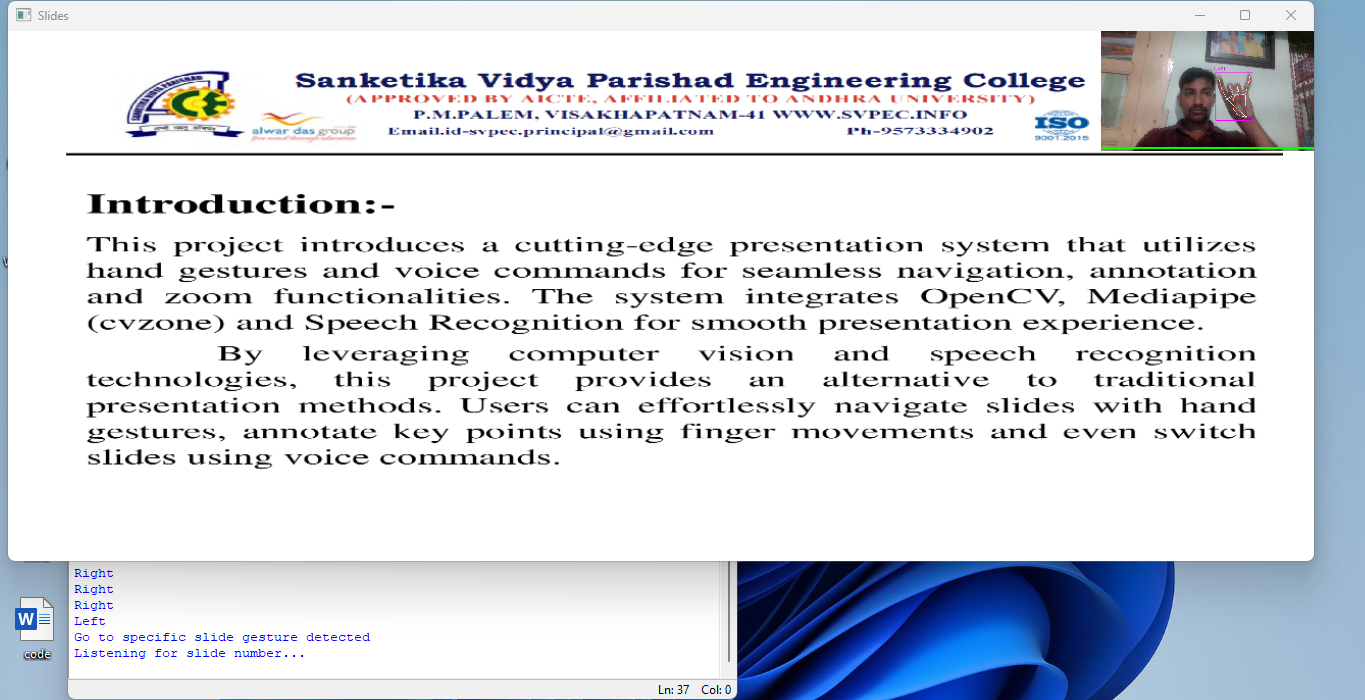 Slides
Sanketika Vidya Parishad Engineering College
(APPROVED BY AICTE, AFFILIATED TO ANDHRA UNIVERSITY)
P.M.PALEM, VISAKHAPATNAM-41 WWW.SVPEC.INFO
Email.id-svpec.principal@gmail.com Ph-9573334902
alwar das group
ISO
9001:2015
Left
Introduction:-
This project introduces a cutting-edge presentation system that utilizes
hand gestures and voice commands for seamless navigation, annotation
and zoom functionalities. The system integrates OpenCV, Mediapipe
(cvzone) and Speech Recognition for smooth presentation experience.
By leveraging computer vision and speech recognition
technologies, this project provides an alternative to traditional
presentation methods. Users can effortlessly navigate slides with hand
gestures, annotate key points using finger movements and even switch
slides using voice commands.
Right
Right
Right
Left
Go to specific slide gesture detected
Listening for slide number...
W
code
Ln: 37 Col: 0